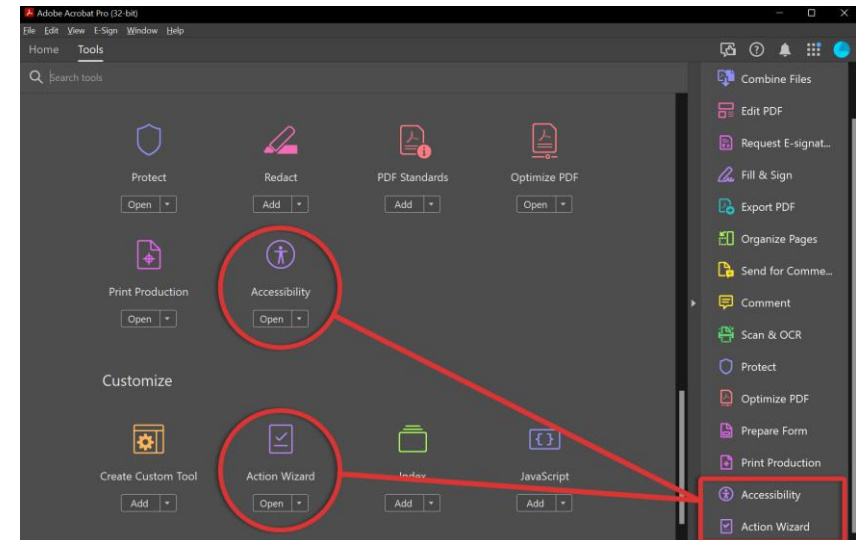 Adobe Acrobat Pro (32-bit)
File Edit View E-Sign Window Help
Home Tools
Search tools
Protect Redact PDF Standards Optimize PDF
Open Add Add Open
Print Production Accessibility
Open Open
Customize
Create Custom Tool Action Wizard Index JavaScript
Add Open Add Add
Combine Files
Edit PDF
Request E-signat...
Fill & Sign
Export PDF
Organize Pages
Send for Comme...
Comment
Scan & OCR
Protect
Optimize PDF
Prepare Form
Print Production
Accessibility
Action Wizard